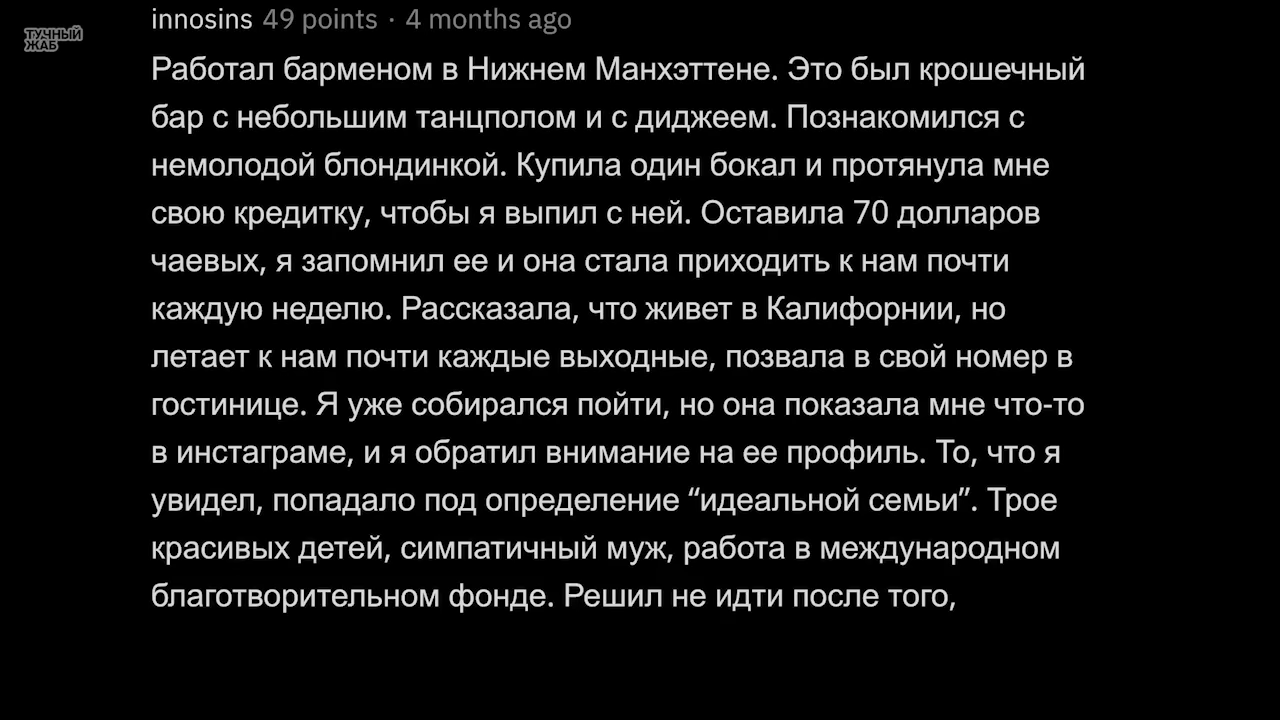 ТУЧНЫЙ
ЖАБ
innosins 49 points · 4 months ago
Работал барменом в Нижнем Манхэттене. Это был крошечный
бар с небольшим танцполом и с диджеем. Познакомился с
немолодой блондинкой. Купила один бокал и протянула мне
свою кредитку, чтобы я выпил с ней. Оставила 70 долларов
чаевых, я запомнил ее и она стала приходить к нам почти
каждую неделю. Рассказала, что живет в Калифорнии, но
летает к нам почти каждые выходные, позвала в свой номер в
гостинице. Я уже собирался пойти, но она показала мне что-то
в инстаграме, и я обратил внимание на ее профиль. То, что я
увидел, попадало под определение “идеальной семьи”. Трое
красивых детей, симпатичный муж, работа в международном
благотворительном фонде. Решил не идти после того,